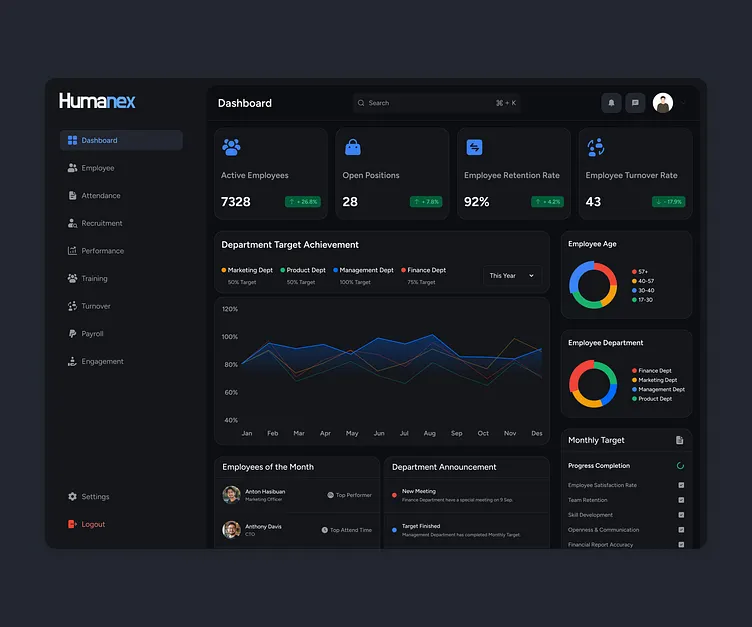 Humanex
Dashboard
Employee
Attendance
Recruitment
Performance
Training
Turnover
Payroll
Engagement
Settings
Logout
Dashboard
Search
⌘ + K
Active Employees
7328
↑ + 26.8%
Open Positions
28
↑ + 7.8%
Employee Retention Rate
92%
↑ + 4.2%
Employee Turnover Rate
43
↓ - 17.9%
Department Target Achievement
Marketing Dept
50% Target
Product Dept
50% Target
Management Dept
100% Target
Finance Dept
75% Target
This Year
120%
100%
80%
60%
40%
Jan Feb Mar Apr May Jun Jul Aug Sep Oct Nov Des
Employee Age
57+
40-57
30-40
17-30
Employee Department
Finance Dept
Marketing Dept
Management Dept
Product Dept
Employees of the Month
Anton Hasibuan
Marketing Officer
Top Performer
Anthony Davis
CTO
Top Attend Time
Department Announcement
New Meeting
Finance Department have a special meeting on 9 Sep
Target Finished
Management Department has completed Monthly Target
Monthly Target
Progress Completion
Employee Satisfaction Rate
Team Retention
Skill Development
Openness & Communication
Financial Report Accuracy